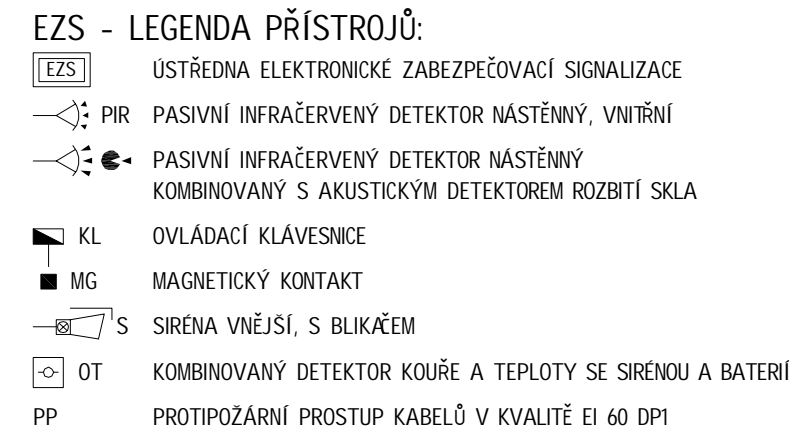 EZS - LEGENDA PŘÍSTROJŮ:
EZS ÚSTŘEDNA ELEKTRONICKÉ ZABEZPEČOVACÍ SIGNALIZACE
PIR PASIVNÍ INFRAČERVENÝ DETEKTOR NÁSTĚNNÝ, VNITŘNÍ
PASIVNÍ INFRAČERVENÝ DETEKTOR NÁSTĚNNÝ
KOMBINOVANÝ S AKUSTICKÝM DETEKTOREM ROZBITÍ SKLA
KL OVLÁDACÍ KLÁVESNICE
MG MAGNETICKÝ KONTAKT
S SIRÉNA VNĚJŠÍ, S BLIKAČEM
OT KOMBINOVANÝ DETEKTOR KOUŘE A TEPLOTY SE SIRÉNOU A BATERIÍ
PP PROTIPOŽÁRNÍ PROSTUP KABELŮ V KVALITĚ EI 60 DP1